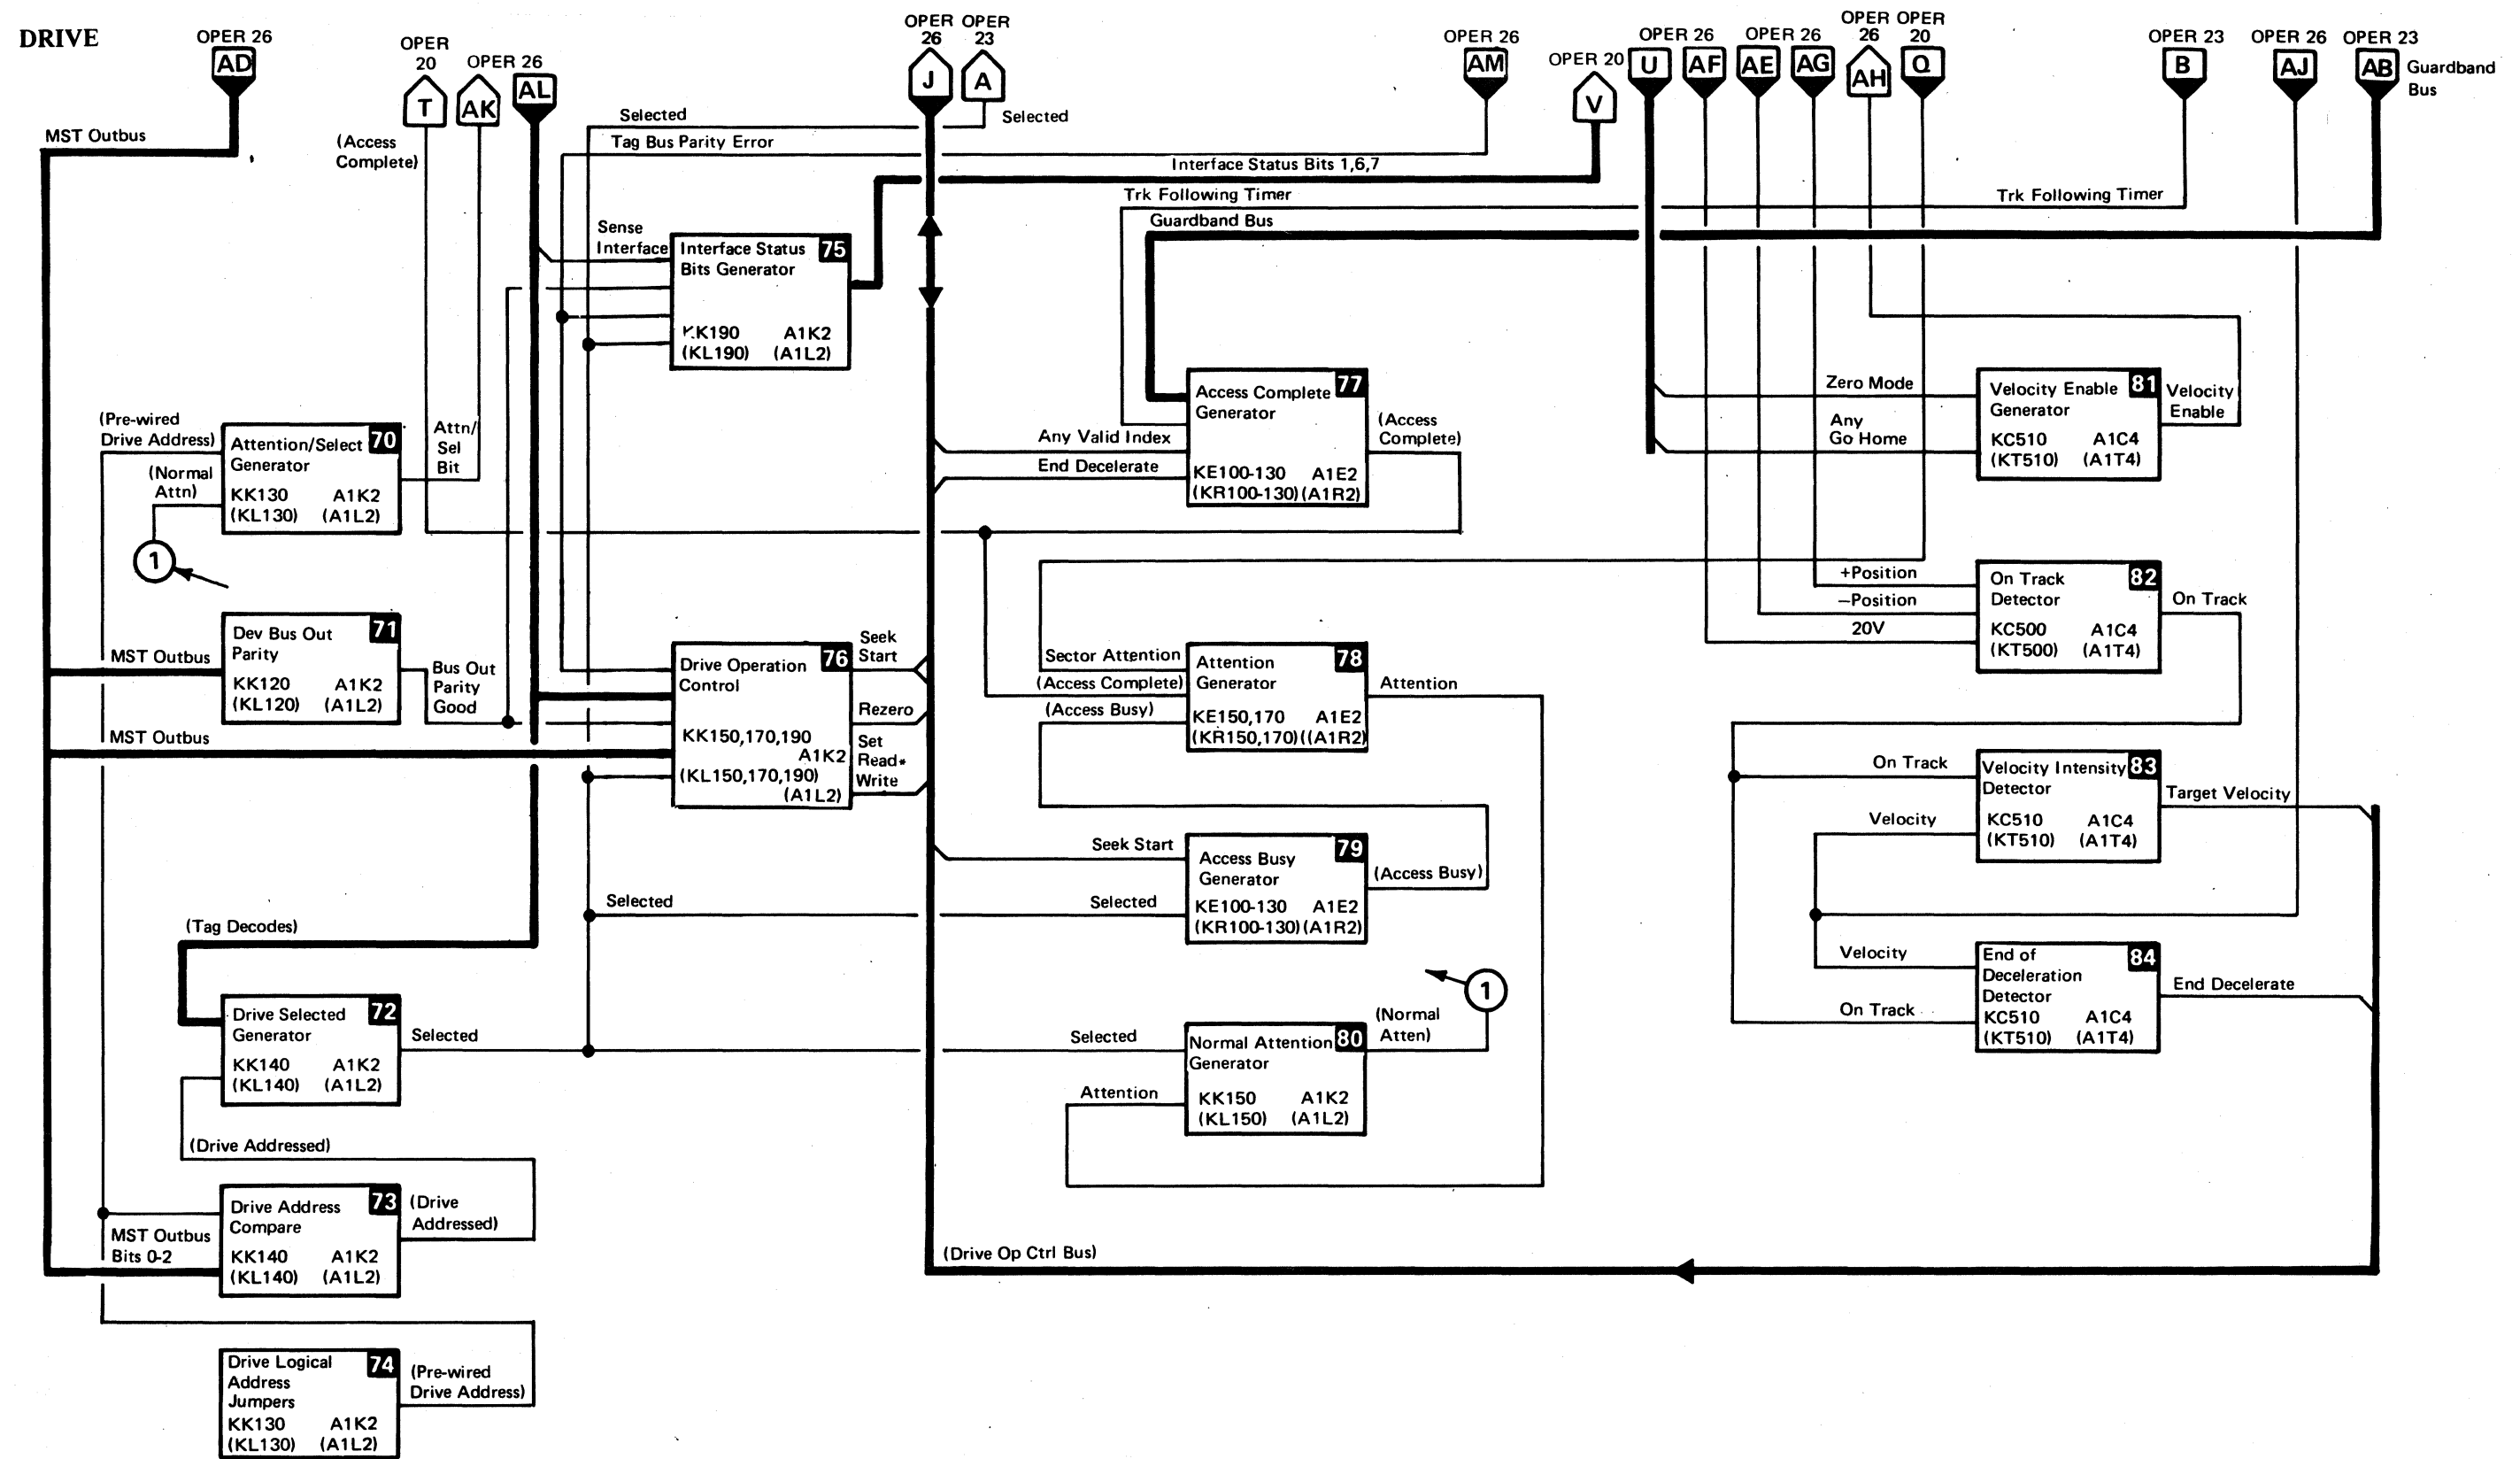 DRIVE
OPER 26
AD
OPER
20
T
AK
OPER 26
AL
OPER
26
J
OPER
23
A
OPER 26
AM
OPER 20
V
OPER 26
U
AF
OPER 26
AE
AG
OPER
26
AH
OPER
20
Q
OPER 23
B
OPER 26
AJ
OPER 23
AB
Guardband
Bus
MST Outbus
(Access
Complete)
Selected
Selected
Tag Bus Parity Error
Interface Status Bits 1,6,7
Trk Following Timer
Trk Following Timer
Guardband Bus
Sense
Interface
Interface Status
Bits Generator
75
KK190 A1K2
(KL190) (A1L2)
(Pre-wired
Drive Address)
(Normal
Attn)
Attention/Select
Generator
70
KK130 A1K2
(KL130) (A1L2)
Attn/
Sel
Bit
1
MST Outbus
Dev Bus Out
Parity
71
KK120 A1K2
(KL120) (A1L2)
Bus Out
Parity
Good
MST Outbus
Drive Operation
Control
76
KK150,170,190
A1K2
(KL150,170,190)
(A1L2)
Seek
Start
Rezero
Set
Read*
Write
Any Valid Index
End Decelerate
Access Complete
Generator
77
KE100-130 A1E2
(KR100-130) (A1R2)
(Access
Complete)
Sector Attention
(Access Complete)
(Access Busy)
Attention
Generator
78
KE150,170 A1E2
(KR150,170) ((A1R2)
Attention
Seek Start
Selected
Selected
Access Busy
Generator
79
KE100-130 A1E2
(KR100-130) (A1R2)
(Access Busy)
(Tag Decodes)
Drive Selected
Generator
72
KK140 A1K2
(KL140) (A1L2)
Selected
Selected
Normal Attention
Generator
80
KK150 A1K2
(KL150) (A1L2)
(Normal
Atten)
1
Attention
(Drive Addressed)
Drive Address
Compare
73
KK140 A1K2
(KL140) (A1L2)
(Drive
Addressed)
MST Outbus
Bits 0-2
(Drive Op Ctrl Bus)
Drive Logical
Address
Jumpers
74
KK130 A1K2
(KL130) (A1L2)
(Pre-wired
Drive Address)
Zero Mode
Any
Go Home
Velocity Enable
Generator
81
KC510 A1C4
(KT510) (A1T4)
Velocity
Enable
+Position
−Position
20V
On Track
Detector
82
KC500 A1C4
(KT500) (A1T4)
On Track
On Track
Velocity
Velocity Intensity
Detector
83
KC510 A1C4
(KT510) (A1T4)
Target Velocity
Velocity
On Track
End of
Deceleration
Detector
84
KC510 A1C4
(KT510) (A1T4)
End Decelerate